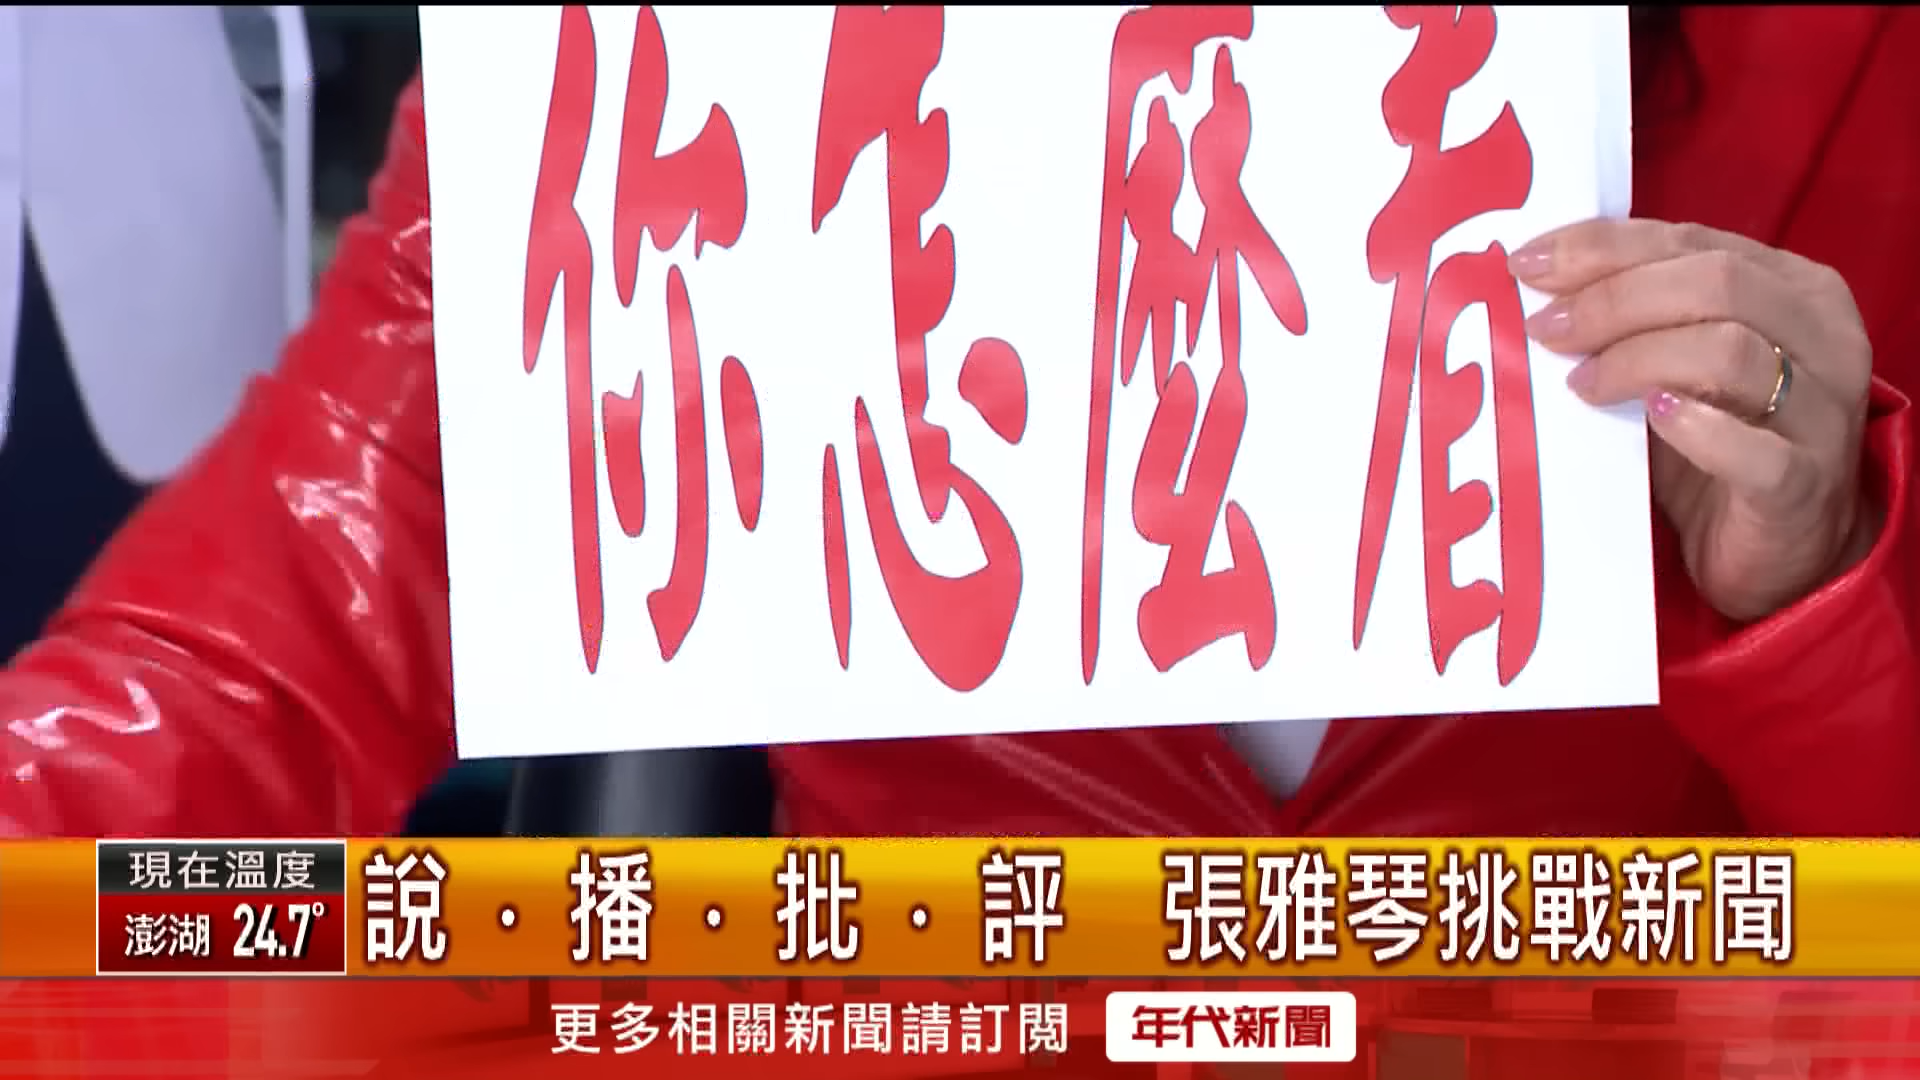 你怎麼看
現在溫度
澎湖 24.7°
說·播·批·評 張雅琴挑戰新聞
更多相關新聞請訂閱 年代新聞